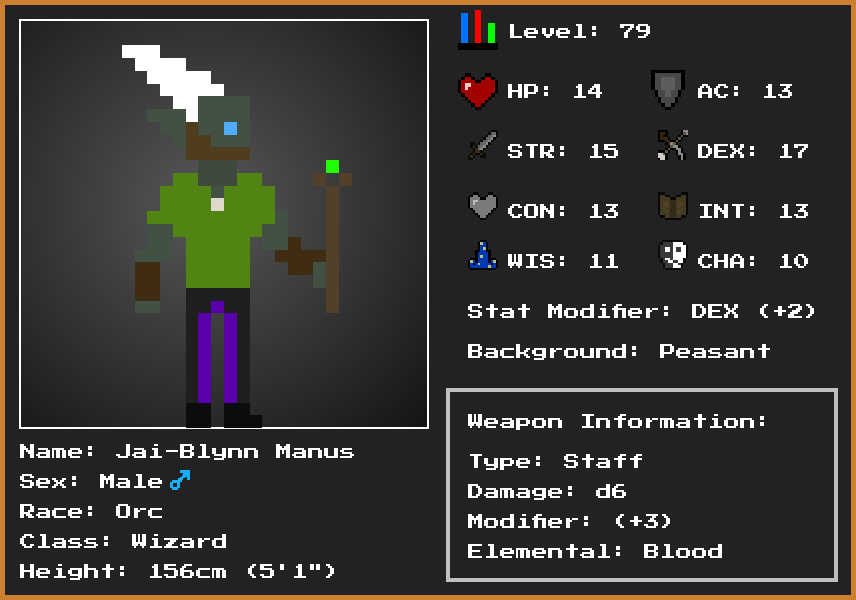 Level: 79
HP: 14
AC: 13
STR: 15
DEX: 17
CON: 13
INT: 13
WIS: 11
CHA: 10
Stat Modifier: DEX (+2)
Background: Peasant
Weapon Information:
Type: Staff
Damage: d6
Modifier: (+3)
Elemental: Blood
Name: Jai-Blynn Manus
Sex: Male ♂
Race: Orc
Class: Wizard
Height: 156cm (5'1")